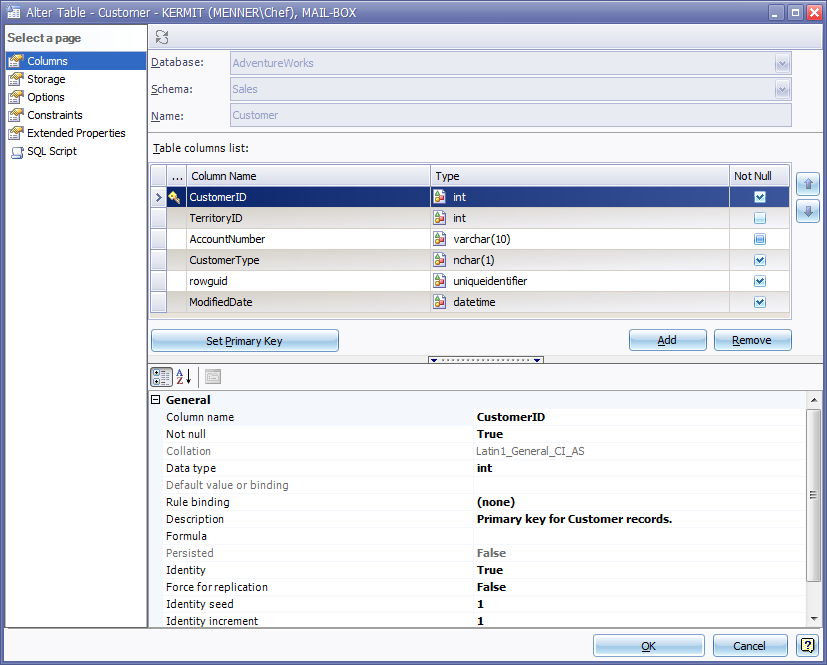 Alter Table - Customer - KERMIT (MENNER\Chef), MAIL-BOX
Select a page
Columns
Storage
Options
Constraints
Extended Properties
SQL Script
Database: AdventureWorks
Schema: Sales
Name: Customer
Table columns list:
... Column Name Type Not Null
CustomerID int
TerritoryID int
AccountNumber varchar(10)
CustomerType nchar(1)
rowguid uniqueidentifier
ModifiedDate datetime
Set Primary Key Add Remove
A Z
General
Column name CustomerID
Not null True
Collation Latin1_General_CI_AS
Data type int
Default value or binding
Rule binding (none)
Description Primary key for Customer records.
Formula
Persisted False
Identity True
Force for replication False
Identity seed 1
Identity increment 1
OK Cancel ?